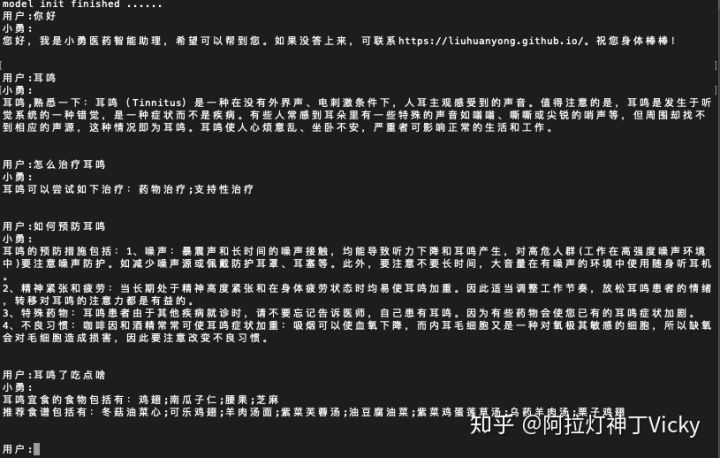 model init finished ......
用户:你好
小勇:
您好，我是小勇医药智能助理，希望可以帮到您。如果没答上来，可联系https://liuhuanyong.github.io/。祝您身体棒棒！
用户:耳鸣
小勇:
耳鸣,熟悉一下：耳鸣（Tinnitus）是一种在没有外界声、电刺激条件下，人耳主观感受到的声音。值得注意的是，耳鸣是发生于听
觉系统的一种错觉，是一种症状而不是疾病。有些人常感到耳朵里有一些特殊的声音如嗡嗡、嘶嘶或尖锐的哨声等，但周围却找不
到相应的声源，这种情况即为耳鸣。耳鸣使人心烦意乱、坐卧不安，严重者可影响正常的生活和工作。
用户:怎么治疗耳鸣
小勇:
耳鸣可以尝试如下治疗：药物治疗;支持性治疗
用户:如何预防耳鸣
小勇:
耳鸣的预防措施包括：1、噪声：暴震声和长时间的噪声接触，均能导致听力下降和耳鸣产生，对高危人群(工作在高强度噪声环境
中)要注意噪声防护。如减少噪声源或佩戴防护耳罩、耳塞等。此外，要注意不要长时间，大音量在有噪声的环境中使用随身听耳机
。
2、精神紧张和疲劳：当长期处于精神高度紧张和在身体疲劳状态时均易使耳鸣加重。因此适当调整工作节奏，放松耳鸣患者的情绪
，转移对耳鸣的注意力都是有益的。
3、特殊药物：耳鸣患者由于其他疾病就诊时，请不要忘记告诉医师，自己患有耳鸣。因为有些药物会使您已有的耳鸣症状加剧。
4、不良习惯：咖啡因和酒精常常可使耳鸣症状加重：吸烟可以使血氧下降，而内耳毛细胞又是一种对氧极其敏感的细胞，所以缺氧
会对毛细胞造成损害，因此要注意改变不良习惯。
用户:耳鸣了吃点啥
小勇:
耳鸣宜食的食物包括有：鸡翅;南瓜子仁;腰果;芝麻
推荐食谱包括有：冬菇油菜心;可乐鸡翅;羊肉汤面;紫菜芙蓉汤;油豆腐油菜;紫菜鸡蛋莲草汤;乌药羊肉汤;栗子鸡翅
用户:
知乎 @阿拉灯神丁Vicky